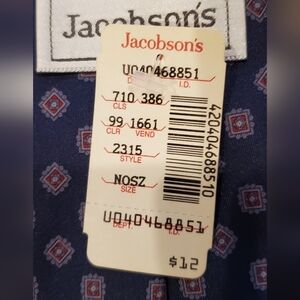 Jacobson's
Jacobson's
U040468851
I.D.
710 386
CLS
99 1661
CLR VEND
2315
STYLE
NOSZ
SIZE
U040468851
DEPT I.D.
$12
420404688510